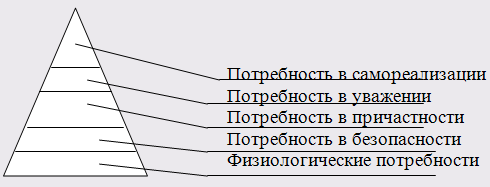 Потребность в самореализации
Потребность в уважении
Потребность в причастности
Потребность в безопасности
Физиологические потребности